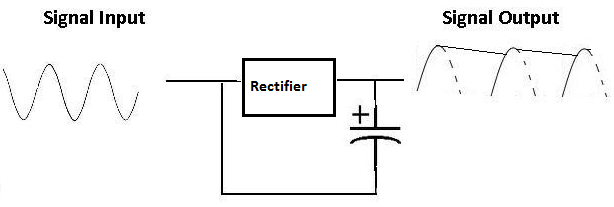 Signal Input
Signal Output
Rectifier
+